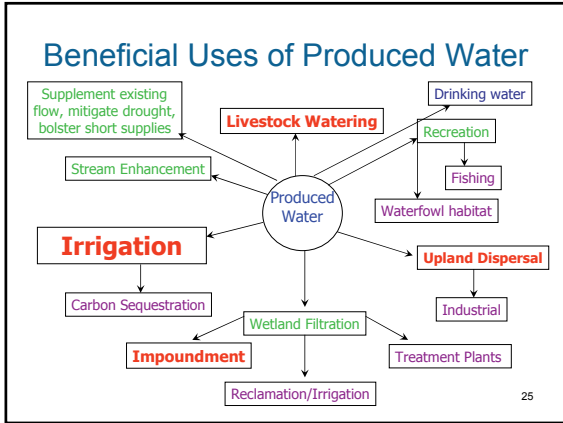 Beneficial Uses of Produced Water
Supplement existing
flow, mitigate drought,
bolster short supplies
Livestock Watering
Drinking water
Recreation
Stream Enhancement
Fishing
Produced
Water
Waterfowl habitat
Irrigation
Upland Dispersal
Carbon Sequestration
Industrial
Wetland Filtration
Impoundment
Treatment Plants
Reclamation/Irrigation
25